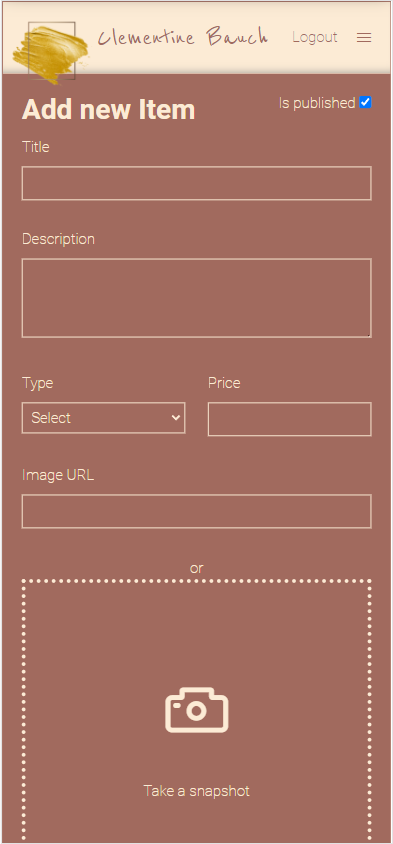 Clementine Bauch
Logout
Add new Item
Is published
Title
Description
Type
Price
Select
Image URL
or
Take a snapshot